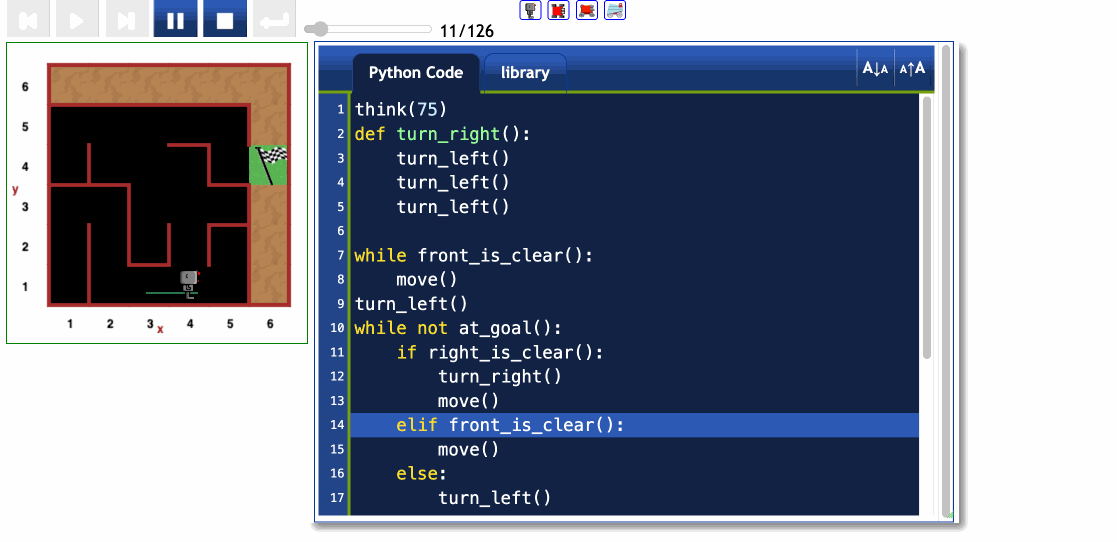 11/126
Python Code library A↓A A↑A
1 think(75)
2 def turn_right():
3 turn_left()
4 turn_left()
5 turn_left()
6
7 while front_is_clear():
8 move()
9 turn_left()
10 while not at_goal():
11 if right_is_clear():
12 turn_right()
13 move()
14 elif front_is_clear():
15 move()
16 else:
17 turn_left()
6
5
4
y
3
2
1
1 2 3 x 4 5 6